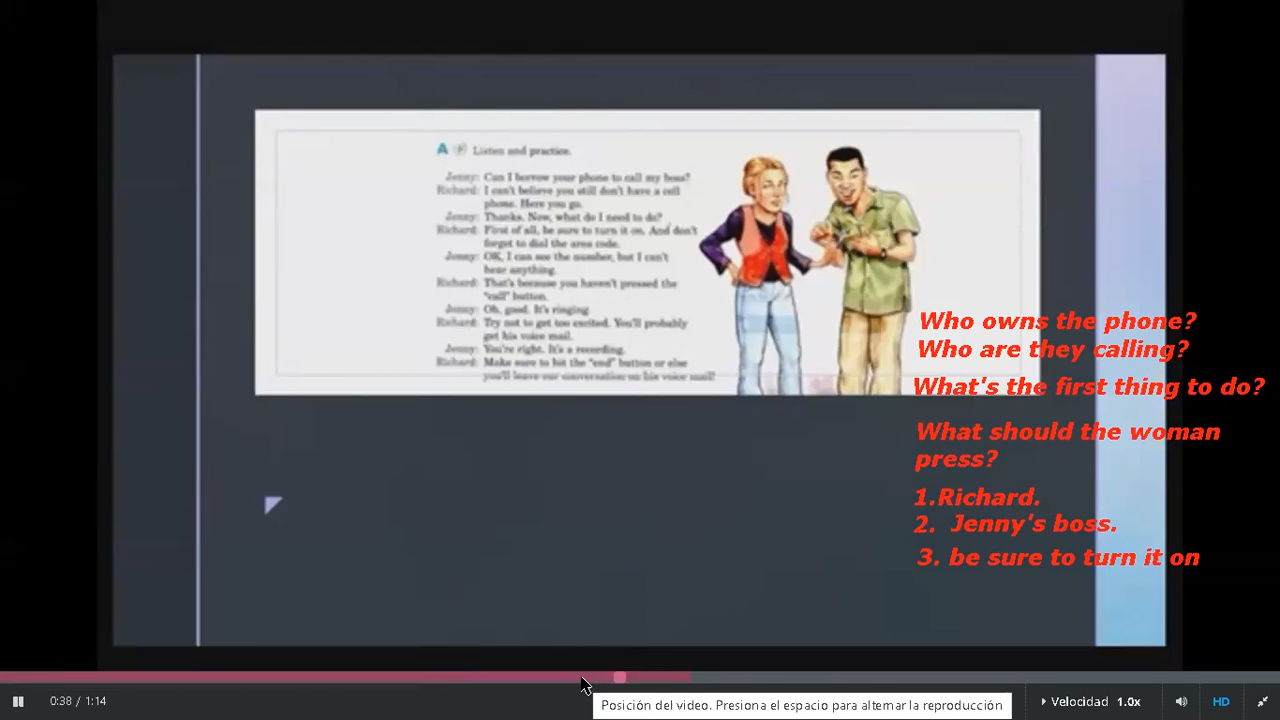 A Listen and practice.
Jenny: Can I borrow your phone to call my boss?
Richard: I can't believe you still don't have a cell
phone. Here you go.
Jenny: Thanks. Now, what do I need to do?
Richard: First of all, be sure to turn it on. And don't
forget to dial the area code.
Jenny: OK, I can see the number, but I can't
hear anything.
Richard: That's because you haven't pressed the
"call" button.
Jenny: Oh, good. It's ringing
Richard: Try not to get too excited. You'll probably
get his voice mail.
Jenny: You're right. It's a recording.
Richard: Make sure to hit the "end" button or else
you'll leave our conversation on his voice mail!
Who owns the phone?
Who are they calling?
What's the first thing to do?
What should the woman
press?
1.Richard.
2. Jenny's boss.
3. be sure to turn it on
0:38 / 1:14
Posición del video. Presiona el espacio para alternar la reproducción
Velocidad 1.0x
HD